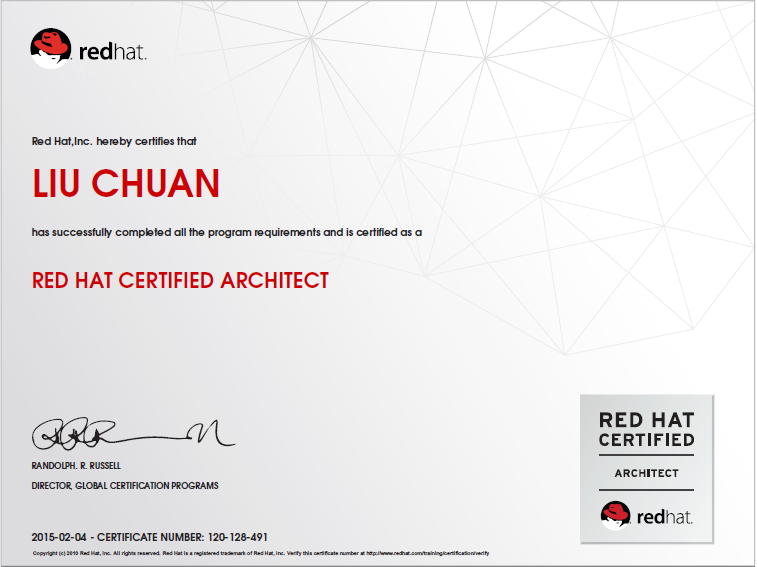 redhat.
Red Hat,Inc. hereby certifies that
LIU CHUAN
has successfully completed all the program requirements and is certified as a
RED HAT CERTIFIED ARCHITECT
RANDOLPH. R. RUSSELL
DIRECTOR, GLOBAL CERTIFICATION PROGRAMS
2015-02-04 - CERTIFICATE NUMBER: 120-128-491
Copyright (c) 2010 Red Hat, Inc. All rights reserved. Red Hat is a registered trademark of Red Hat, Inc. Verify this certificate number at http://www.redhat.com/training/certification/verify
RED HAT
CERTIFIED
ARCHITECT
redhat.